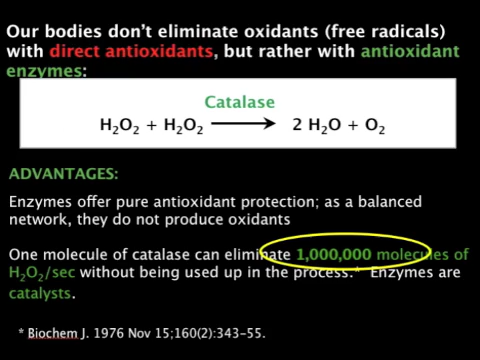 Our bodies don't eliminate oxidants (free radicals)
with direct antioxidants, but rather with antioxidant
enzymes:
Catalase
H₂O₂ + H₂O₂ ⟶ 2 H₂O + O₂
ADVANTAGES:
Enzymes offer pure antioxidant protection; as a balanced
network, they do not produce oxidants
One molecule of catalase can eliminate 1,000,000 molecules of
H₂O₂/sec without being used up in the process.* Enzymes are
catalysts.
* Biochem J. 1976 Nov 15;160(2):343-55.